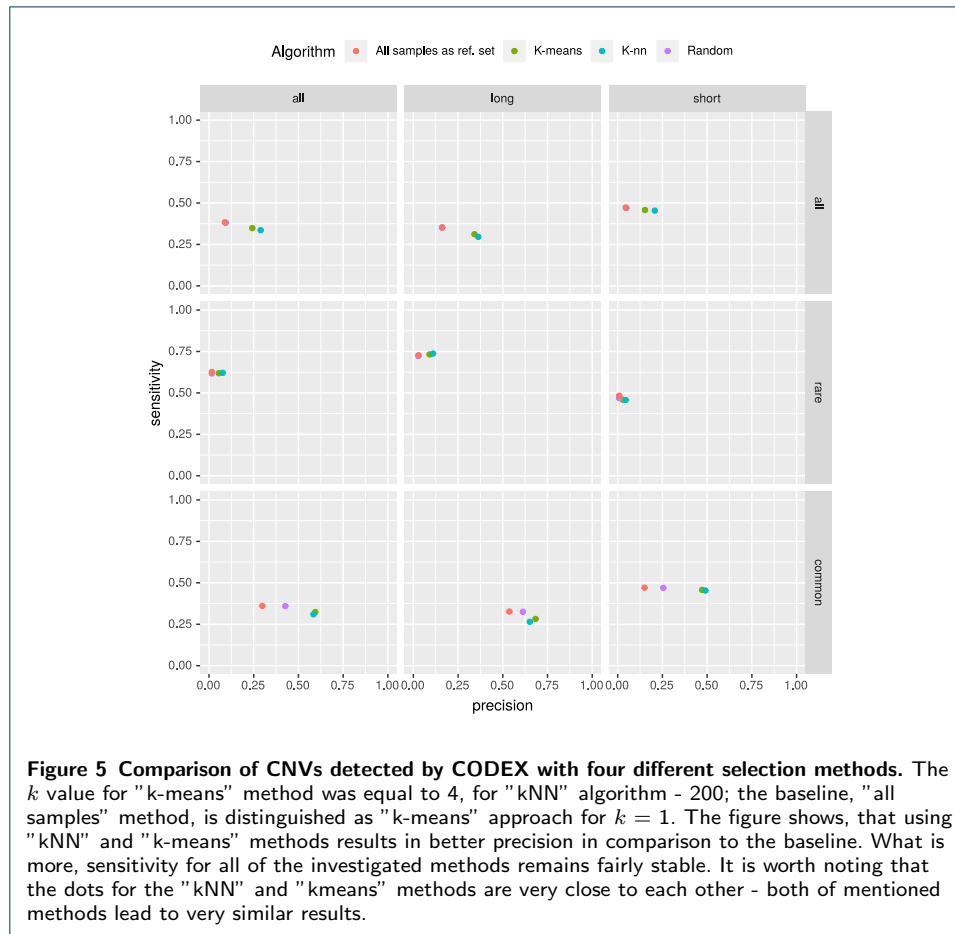 Algorithm All samples as ref. set K-means K-nn Random
all long short
1.00
0.75
0.50
0.25
0.00
all
1.00
0.75
0.50
0.25
0.00
rare
sensitivity
1.00
0.75
0.50
0.25
0.00
common
0.00 0.25 0.50 0.75 1.00 0.00 0.25 0.50 0.75 1.00 0.00 0.25 0.50 0.75 1.00
precision
Figure 5 Comparison of CNVs detected by CODEX with four different selection methods. The
k value for "k-means" method was equal to 4, for "kNN" algorithm - 200; the baseline, "all
samples" method, is distinguished as "k-means" approach for k = 1. The figure shows, that using
"kNN" and "k-means" methods results in better precision in comparison to the baseline. What is
more, sensitivity for all of the investigated methods remains fairly stable. It is worth noting that
the dots for the "kNN" and "kmeans" methods are very close to each other - both of mentioned
methods lead to very similar results.